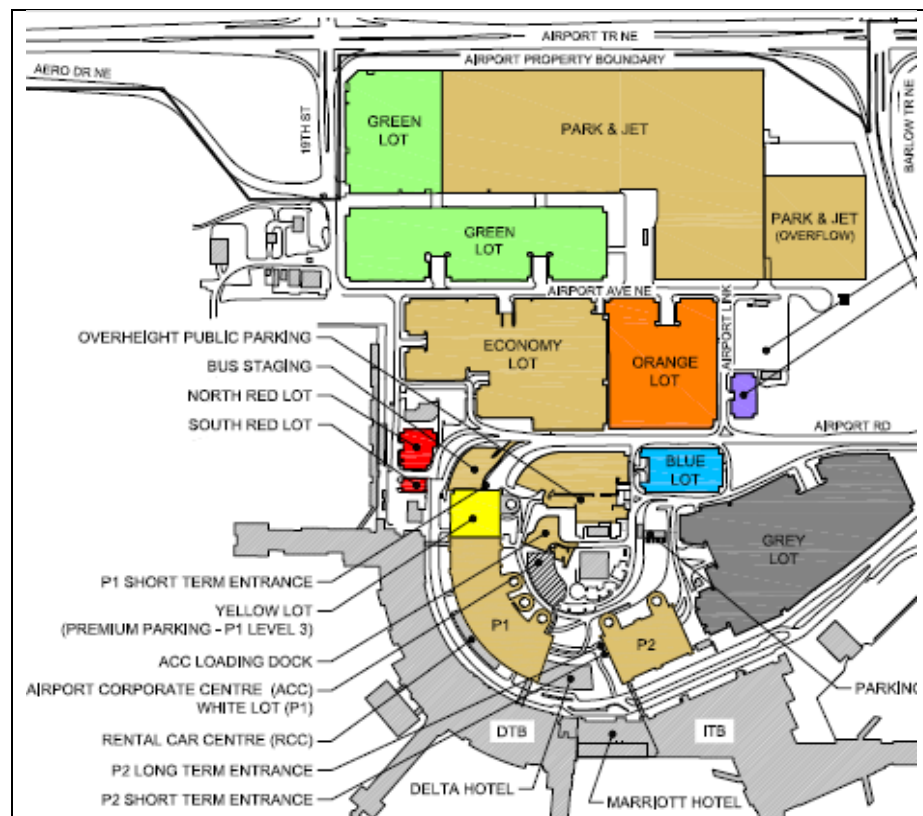 AIRPORT TR NE
AIRPORT PROPERTY BOUNDARY
AERO DR NE
19TH ST
BARLOW TR NE
GREEN
LOT
PARK & JET
GREEN
LOT
PARK & JET
(OVERFLOW)
AIRPORT AVE NE
AIRPORT LINK
OVERHEIGHT PUBLIC PARKING
BUS STAGING
NORTH RED LOT
SOUTH RED LOT
ECONOMY
LOT
ORANGE
LOT
AIRPORT RD
BLUE
LOT
GREY
LOT
P1 SHORT TERM ENTRANCE
YELLOW LOT
(PREMIUM PARKING - P1 LEVEL 3)
ACC LOADING DOCK
AIRPORT CORPORATE CENTRE (ACC)
WHITE LOT (P1)
RENTAL CAR CENTRE (RCC)
P2 LONG TERM ENTRANCE
P2 SHORT TERM ENTRANCE
P1
P2
PARKING
DTB
ITB
DELTA HOTEL
MARRIOTT HOTEL